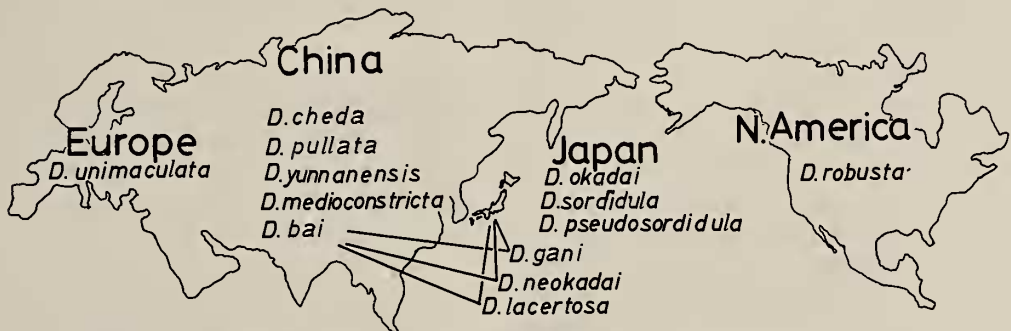 China
D. cheda
D. pullata
D. yunnanensis
D. medioconstricta
D. bai
Europe
D. unimaculata
Japan
D. okadai
D. sordidula
D. pseudosordidula
D. gani
D. neokadai
D. lacertosa
N. America
D. robusta